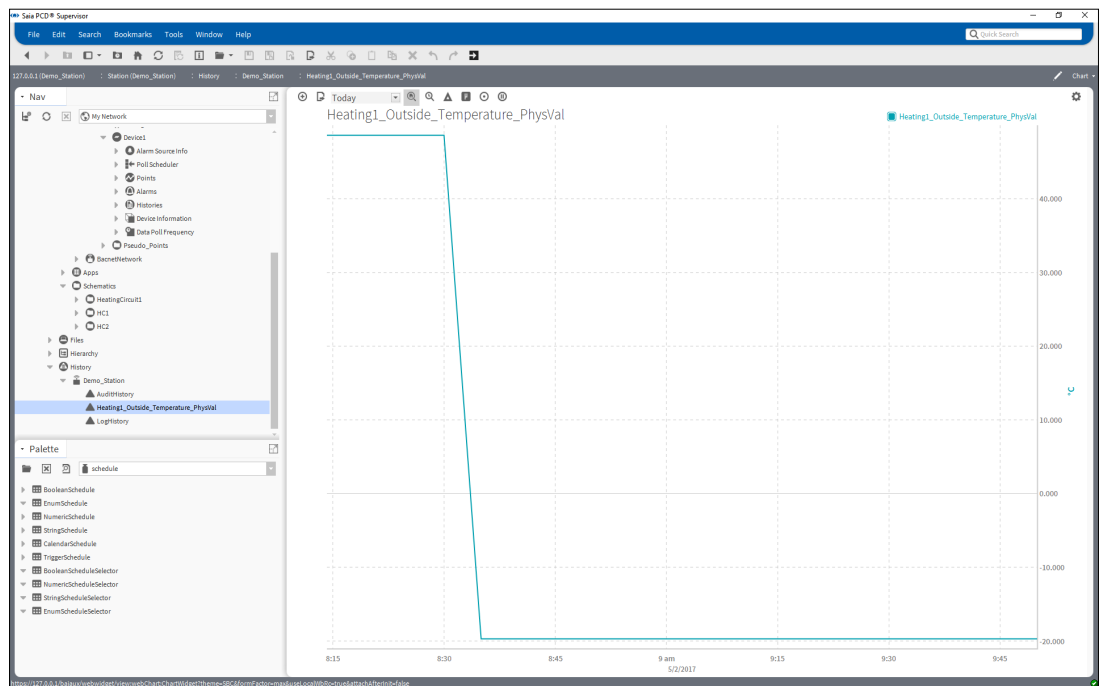 Saia PCD® Supervisor
File Edit Search Bookmarks Tools Window Help
Quick Search
127.0.0.1 (Demo_Station) : Station (Demo_Station) : History : Demo_Station : Heating1_Outside_Temperature_PhysVal
Chart
Nav
My Network
Device1
Alarm Source Info
Poll Scheduler
Points
Alarms
Histories
Device Information
Data Poll Frequency
Pseudo_Points
BacnetNetwork
Apps
Schematics
HeatingCircuit1
HC1
HC2
Files
Hierarchy
History
Demo_Station
AuditHistory
Heating1_Outside_Temperature_PhysVal
LogHistory
Palette
schedule
BooleanSchedule
EnumSchedule
NumericSchedule
StringSchedule
CalendarSchedule
TriggerSchedule
BooleanScheduleSelector
NumericScheduleSelector
StringScheduleSelector
EnumScheduleSelector
Today
Heating1_Outside_Temperature_PhysVal
Heating1_Outside_Temperature_PhysVal
40.000
30.000
20.000
°C
10.000
0.000
-10.000
-20.000
8:15 8:30 8:45 9 am 9:15 9:30 9:45
5/2/2017
https://127.0.0.1/bajaux/webwidget/view:webChart:ChartWidget?theme=SBC&formFactor=max&useLocalWbRc=true&attachAfterInit=false